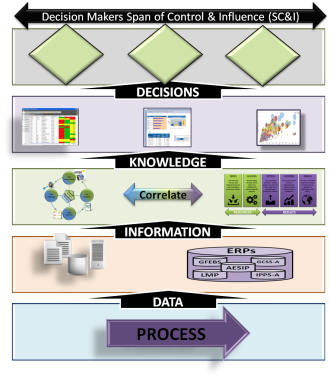 Decision Makers Span of Control & Influence (SC&I)
DECISIONS
KNOWLEDGE
Correlate
INFORMATION
ERPs
GFEBS
GCSS-A
AESIP
LMP
IPPS-A
DATA
PROCESS